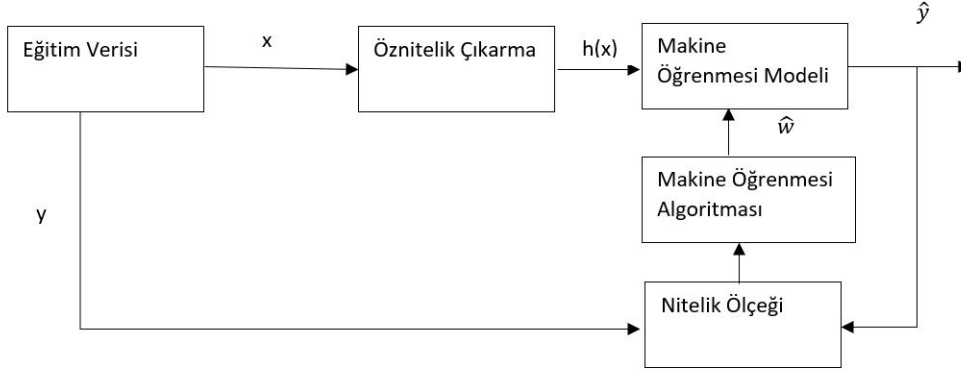 Eğitim Verisi
x
Öznitelik Çıkarma
h(x)
Makine
Öğrenmesi Modeli
ŷ
ŵ
Makine Öğrenmesi
Algoritması
y
Nitelik Ölçeği